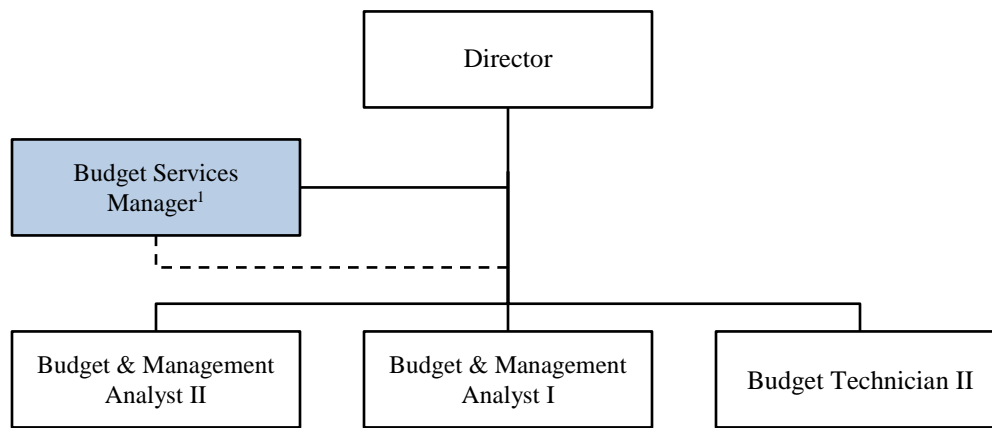 Director
Budget Services
Manager¹
Budget & Management
Analyst II
Budget & Management
Analyst I
Budget Technician II